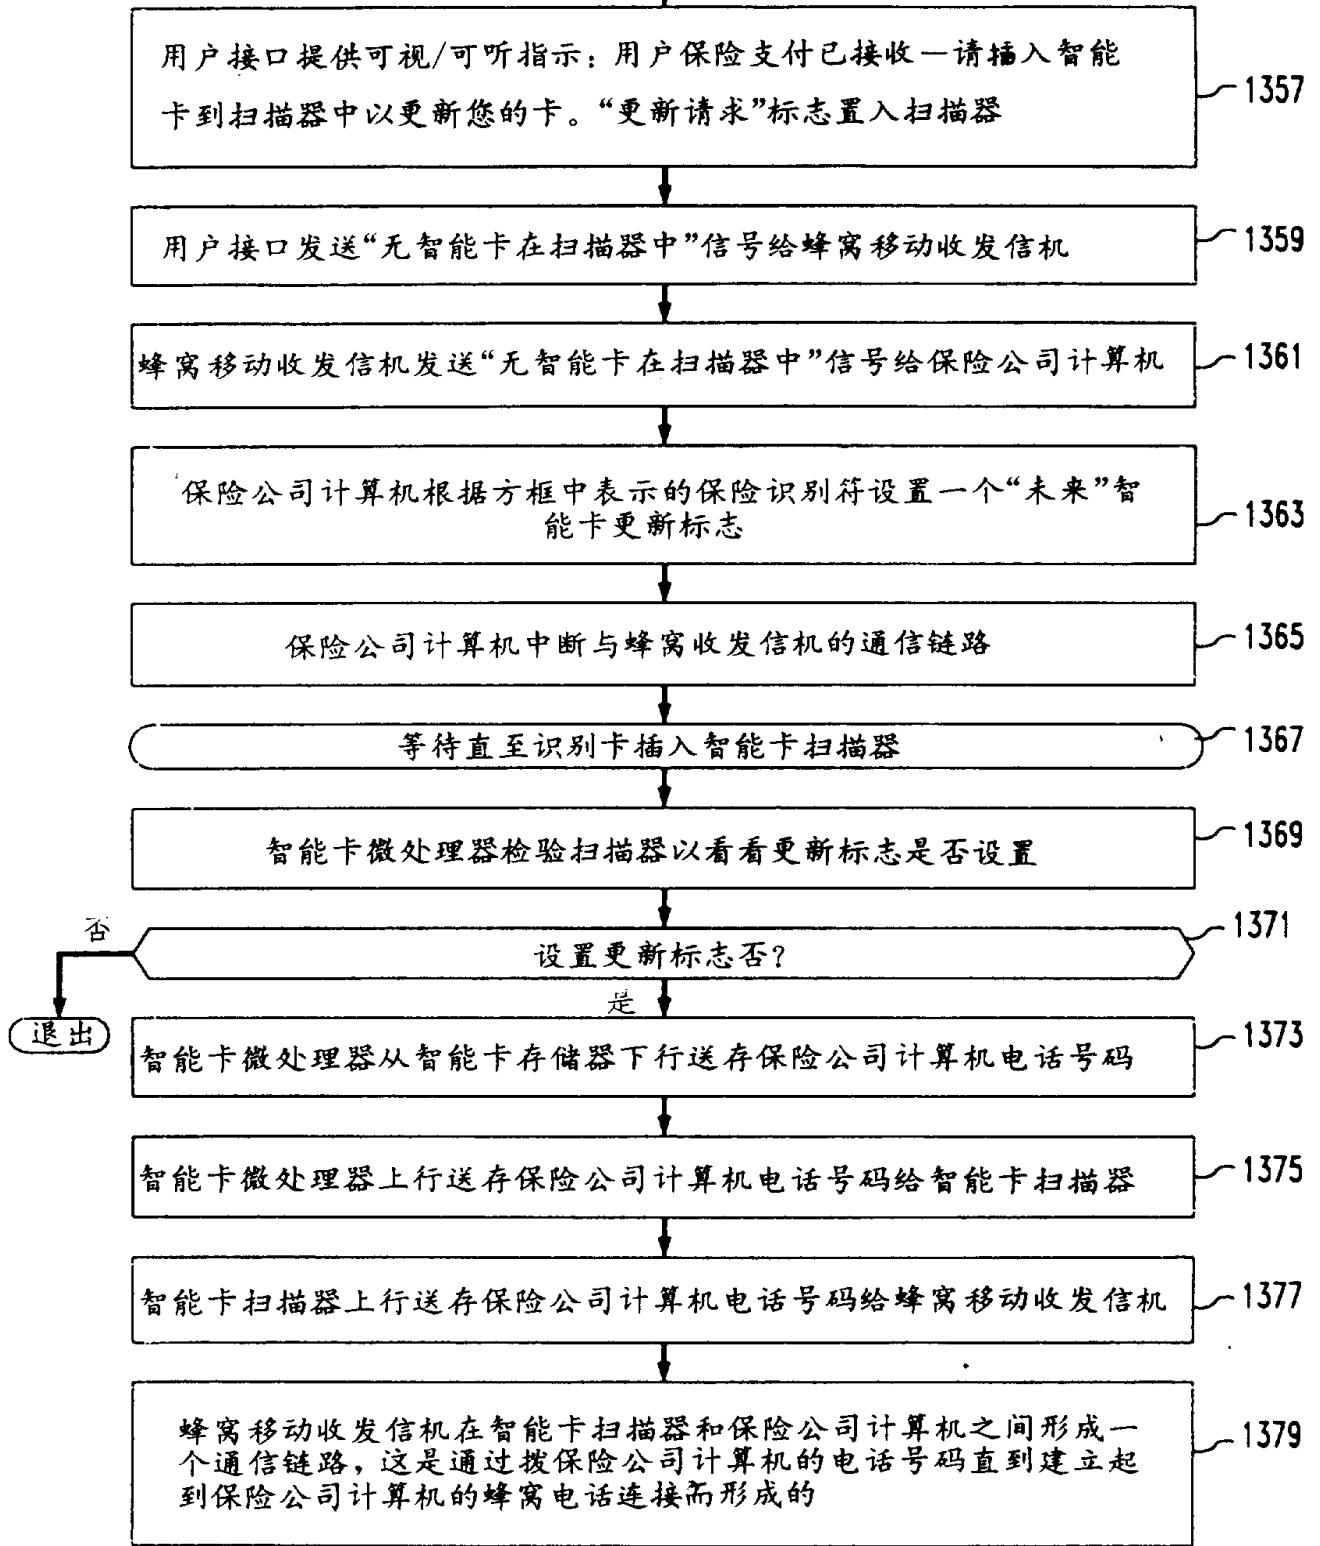 用户接口提供可视/可听指示：用户保险支付已接收－请插入智能
卡到扫描器中以更新您的卡。“更新请求”标志置入扫描器
1357
用户接口发送“无智能卡在扫描器中”信号给蜂窝移动收发信机
1359
蜂窝移动收发信机发送“无智能卡在扫描器中”信号给保险公司计算机
1361
保险公司计算机根据方框中表示的保险识别符设置一个“未来”智
能卡更新标志
1363
保险公司计算机中断与蜂窝收发信机的通信链路
1365
等待直至识别卡插入智能卡扫描器
1367
智能卡微处理器检验扫描器以看看更新标志是否设置
1369
否
设置更新标志否?
1371
是
退出
智能卡微处理器从智能卡存储器下行送存保险公司计算机电话号码
1373
智能卡微处理器上行送存保险公司计算机电话号码给智能卡扫描器
1375
智能卡扫描器上行送存保险公司计算机电话号码给蜂窝移动收发信机
1377
蜂窝移动收发信机在智能卡扫描器和保险公司计算机之间形成一
个通信链路，这是通过拨保险公司计算机的电话号码直到建立起
到保险公司计算机的蜂窝电话连接而形成的
1379